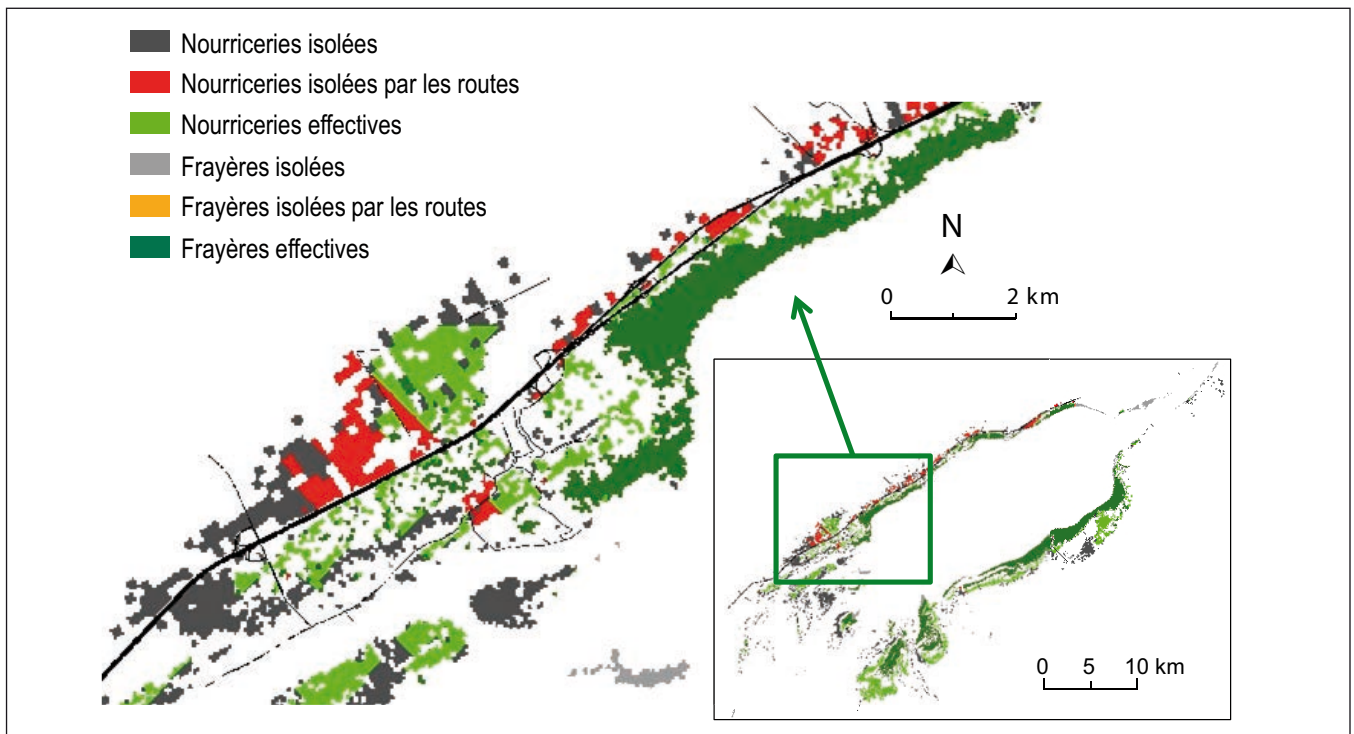 Nourriceries isolées
Nourriceries isolées par les routes
Nourriceries effectives
Frayères isolées
Frayères isolées par les routes
Frayères effectives
N
0 2 km
0 5 10 km